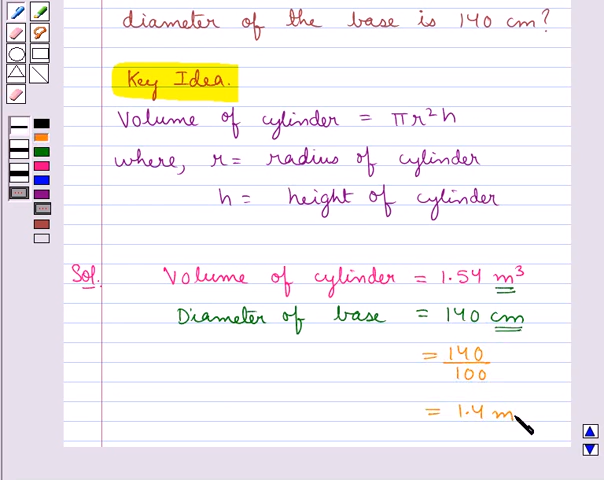 diameter of the base is 140 cm?
Key Idea.
Volume of cylinder = πr²h
where, r = radius of cylinder
h = height of cylinder
Sol. Volume of cylinder = 1.54 m³
Diameter of base = 140 cm
= 140/100
= 1.4 m